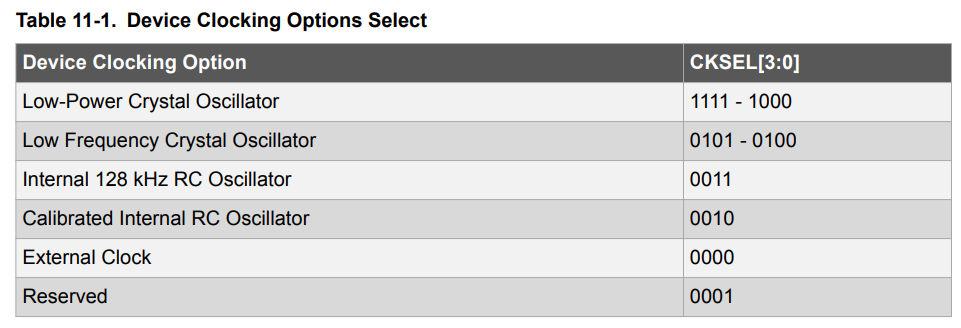 Table 11-1. Device Clocking Options Select
Device Clocking Option CKSEL[3:0]
Low-Power Crystal Oscillator 1111 - 1000
Low Frequency Crystal Oscillator 0101 - 0100
Internal 128 kHz RC Oscillator 0011
Calibrated Internal RC Oscillator 0010
External Clock 0000
Reserved 0001